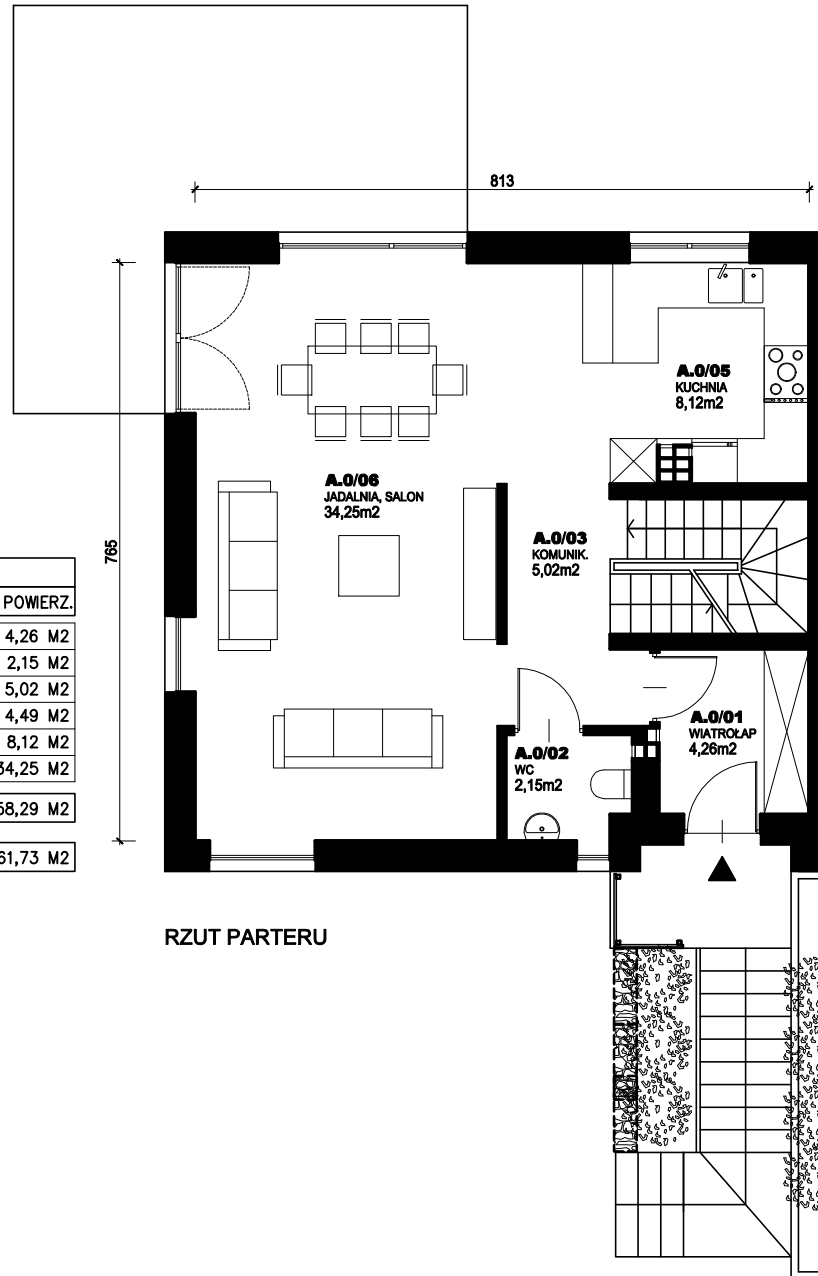 813
765
A.0/05
KUCHNIA
8,12m2
A.0/06
JADALNIA, SALON
34,25m2
A.0/03
KOMUNIK.
5,02m2
A.0/01
WIATROŁAP
4,26m2
A.0/02
WC
2,15m2
POWIERZ.
4,26 M2
2,15 M2
5,02 M2
4,49 M2
8,12 M2
34,25 M2
58,29 M2
61,73 M2
RZUT PARTERU